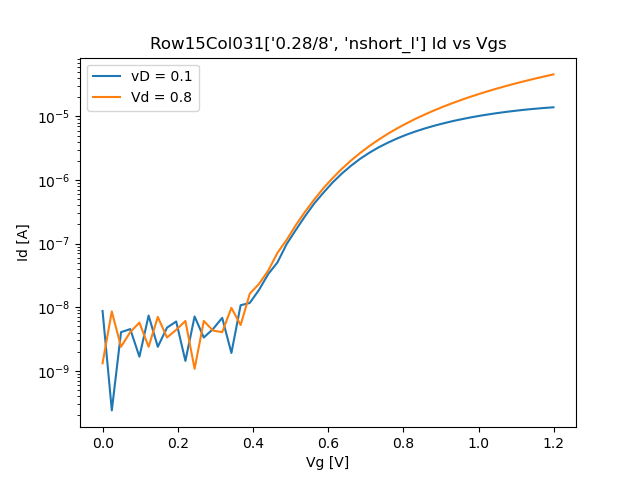 Row15Col031['0.28/8', 'nshort_l'] Id vs Vgs
vD = 0.1
Vd = 0.8
Id [A]
10⁻⁵
10⁻⁶
10⁻⁷
10⁻⁸
10⁻⁹
0.0 0.2 0.4 0.6 0.8 1.0 1.2
Vg [V]